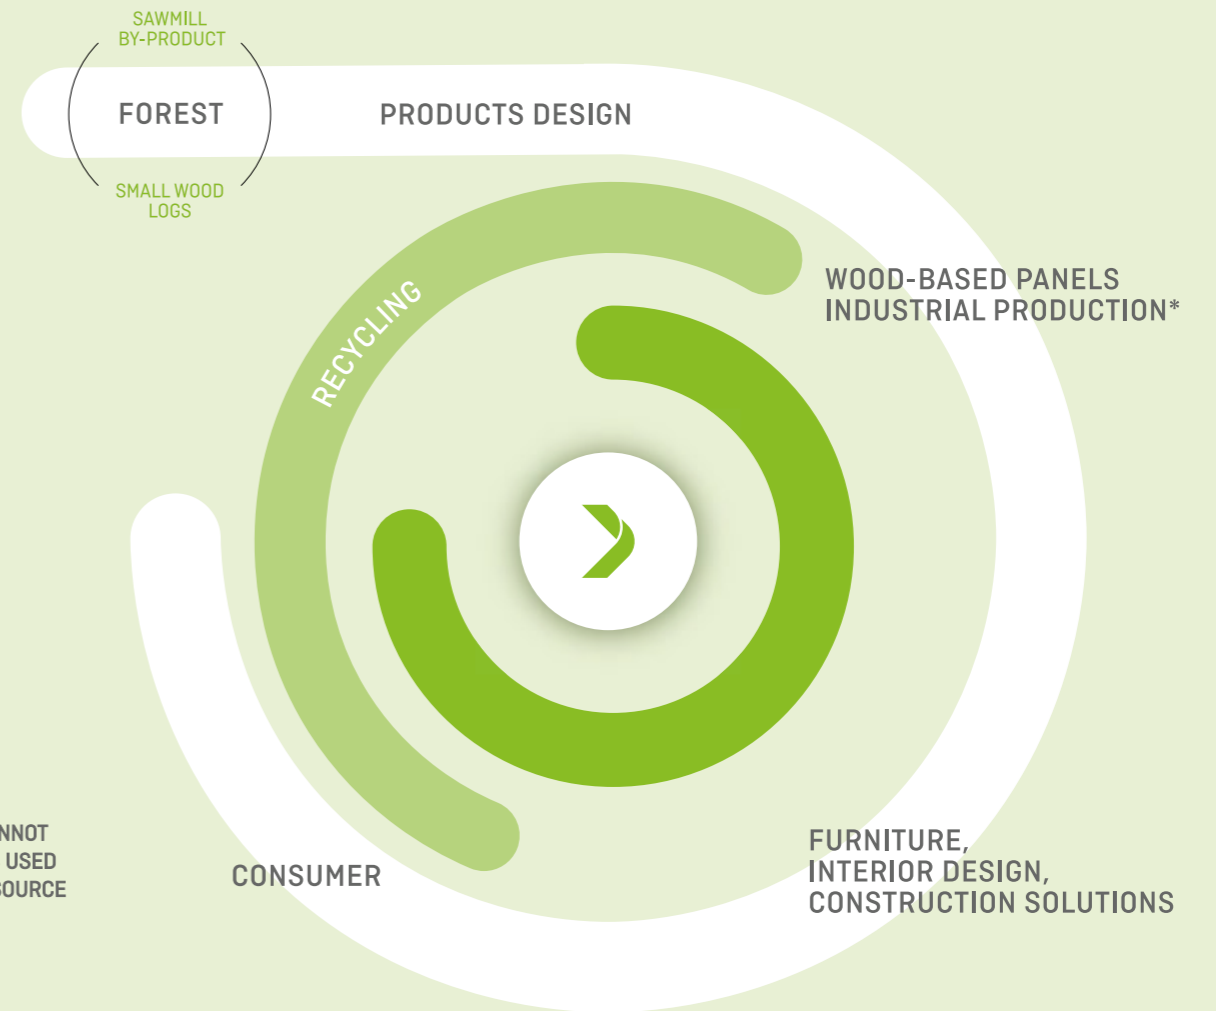 SAWMILL
BY-PRODUCT
FOREST
PRODUCTS DESIGN
SMALL WOOD
LOGS
WOOD-BASED PANELS
INDUSTRIAL PRODUCTION*
RECYCLING
FURNITURE,
INTERIOR DESIGN,
CONSTRUCTION SOLUTIONS
CONSUMER
USED